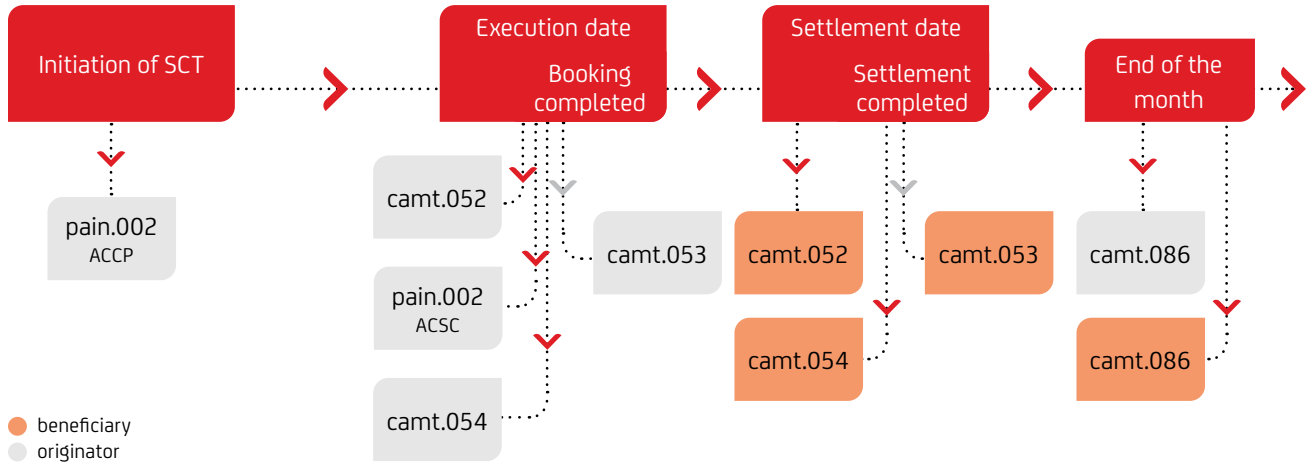 Initiation of SCT
Execution date
Booking
completed
Settlement date
Settlement
completed
End of the
month
pain.002
ACCP
camt.052
pain.002
ACSC
camt.054
camt.053
camt.052
camt.054
camt.053
camt.086
camt.086
beneficiary
originator